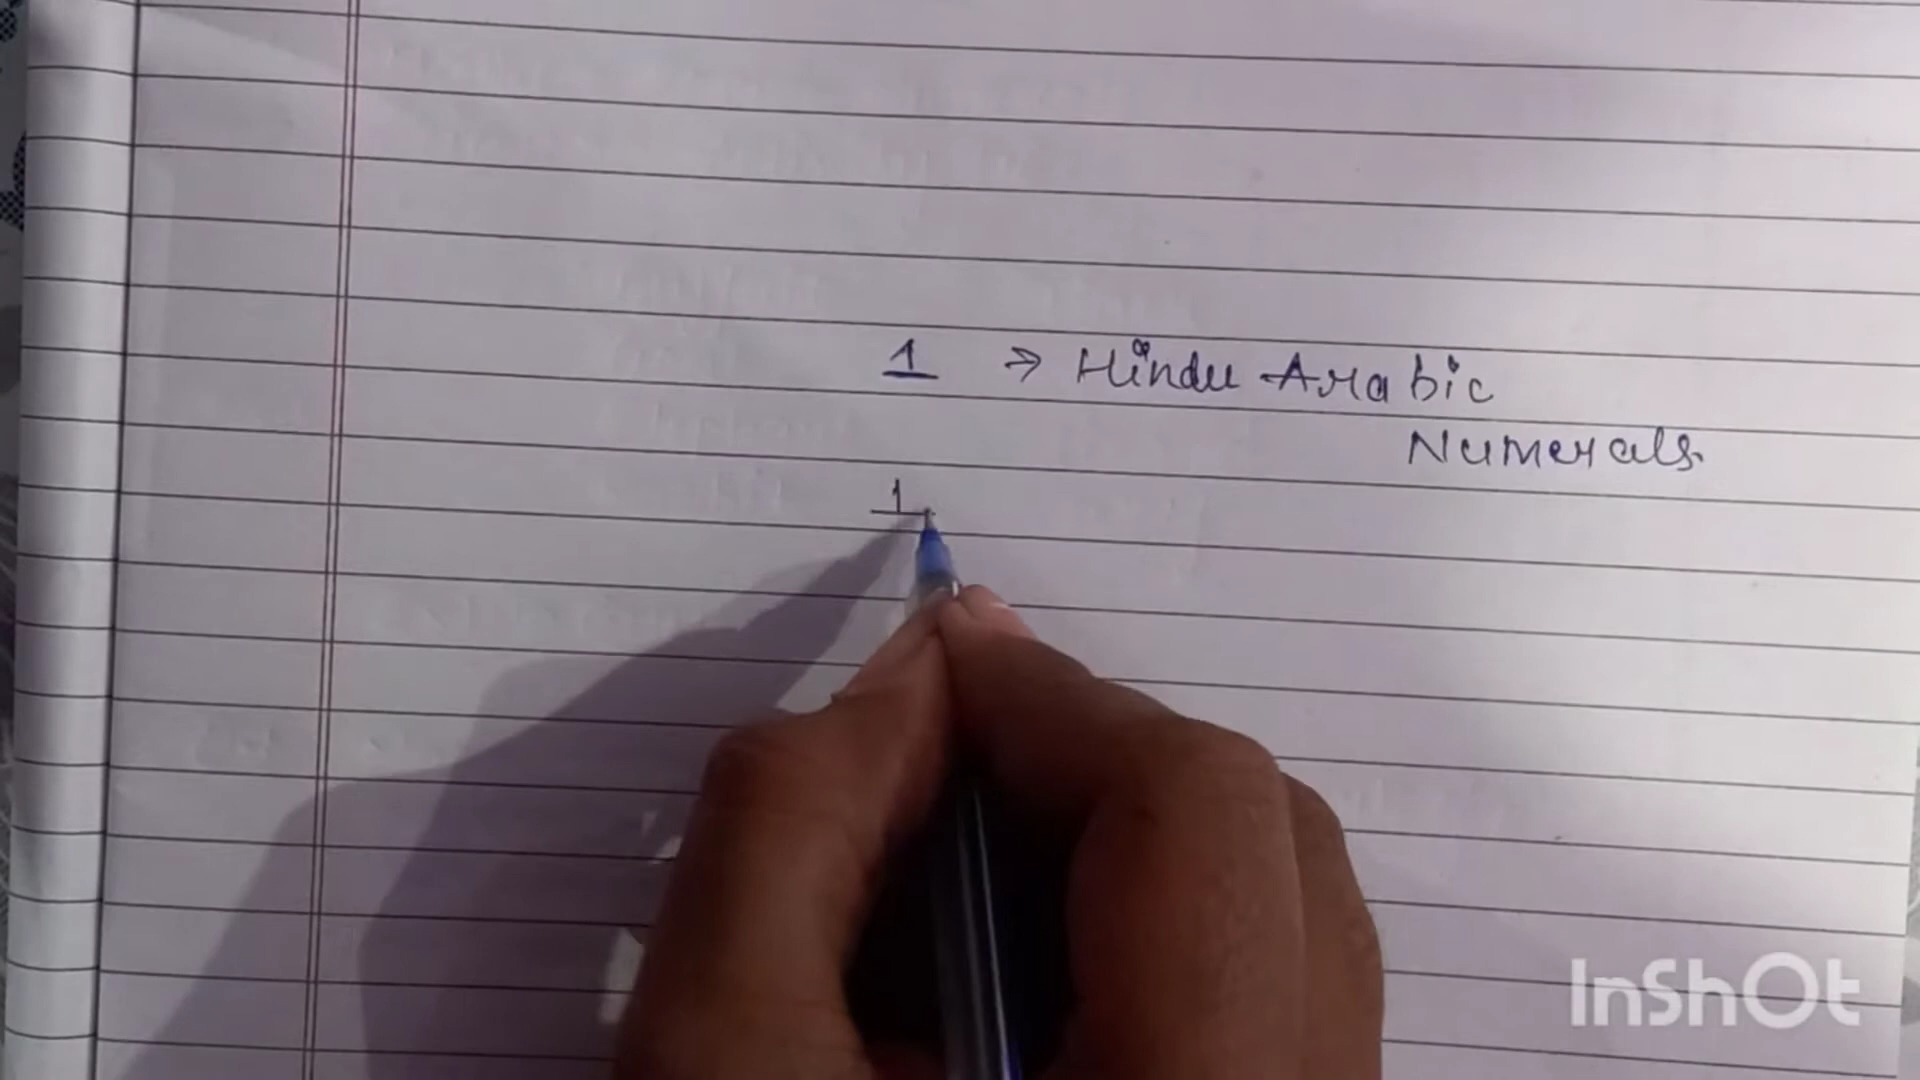 1 → Hindu Arabic
Numerals.
1
InShOt